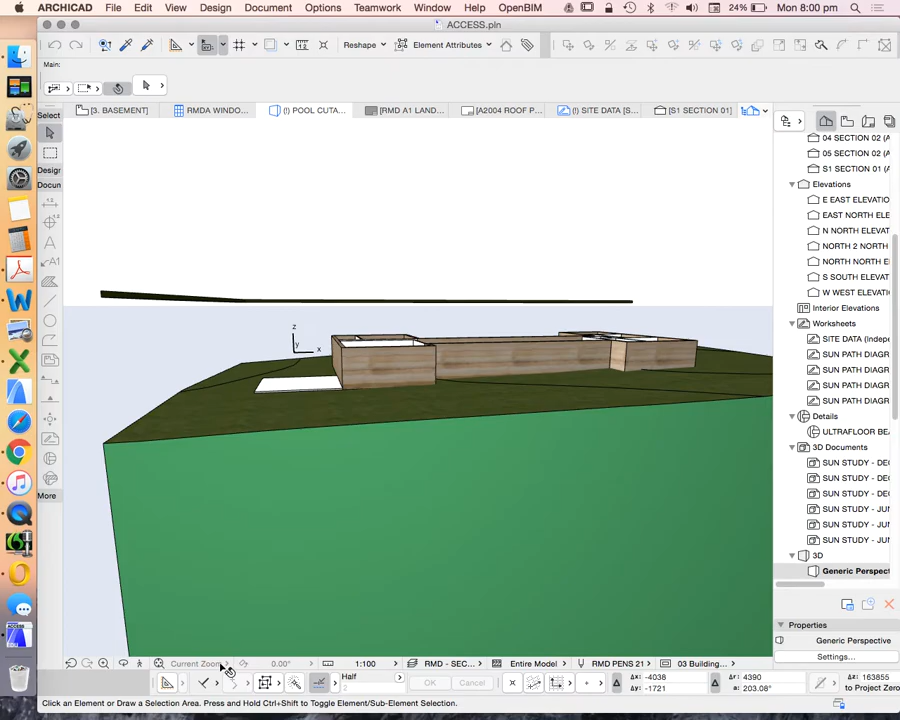 ARCHICAD File Edit View Design Document Options Teamwork Window Help OpenBIM 24% Mon 8:00 pm
ACCESS.pln
Reshape Element Attributes
Main:
[3. BASEMENT] RMDA WINDO... (!) POOL CUTA... [RMD A1 LAND... [A2004 ROOF P... (!) SITE DATA [S... [S1 SECTION 01]
Select
Design
Docun
More
04 SECTION 02 (A
05 SECTION 02 (A
S1 SECTION 01 (A
Elevations
E EAST ELEVATIO
EAST NORTH ELE
N NORTH ELEVAT
NORTH 2 NORTH
NORTH NORTH E
S SOUTH ELEVAT
W WEST ELEVATI
Interior Elevations
Worksheets
SITE DATA (Indep
SUN PATH DIAGR
SUN PATH DIAGR
SUN PATH DIAGR
SUN PATH DIAGR
Details
ULTRAFLOOR BEA
3D Documents
SUN STUDY - DEC
SUN STUDY - DEC
SUN STUDY - DEC
SUN STUDY - JUN
SUN STUDY - JUN
SUN STUDY - JUN
3D
Generic Perspect
Properties
Generic Perspective
Settings...
z
y x
Current Zoom 0.00° 1:100 RMD - SEC... Entire Model RMD PENS 21 03 Building...
Half
2
OK Cancel
Δx: -4038
Δy: -1721
Δr: 4390
a: 203.08°
163855
to Project Zero
Click an Element or Draw a Selection Area. Press and Hold Ctrl+Shift to Toggle Element/Sub-Element Selection.